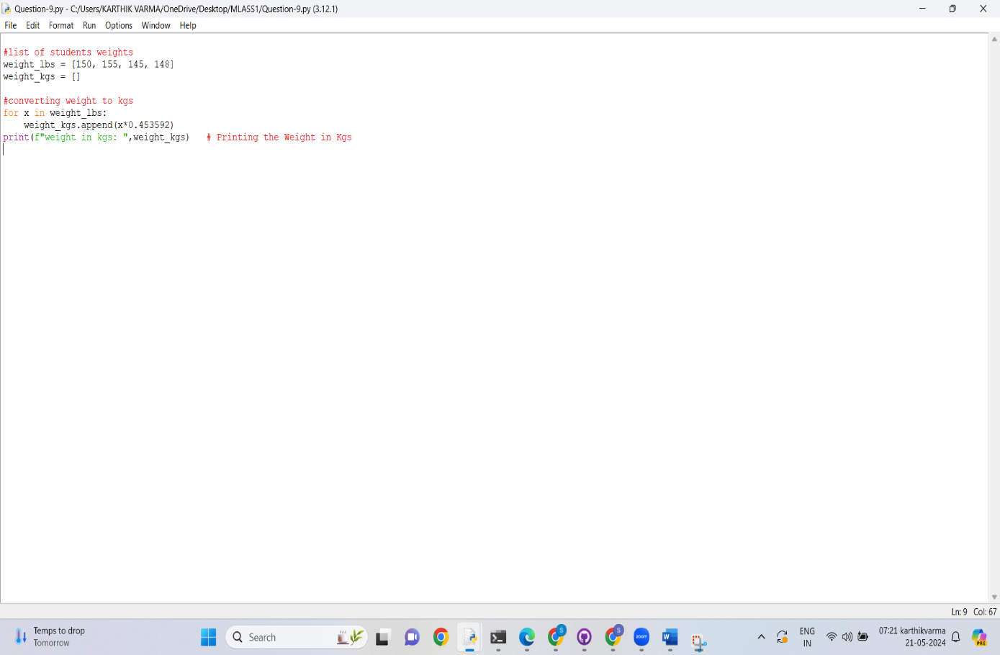 Question-9.py - C:/Users/KARTHIK VARMA/OneDrive/Desktop/MLASS1/Question-9.py (3.12.1)
File Edit Format Run Options Window Help
#list of students weights
weight_lbs = [150, 155, 145, 148]
weight_kgs = []
#converting weight to kgs
for x in weight_lbs:
    weight_kgs.append(x*0.453592)
print(f"weight in kgs: ",weight_kgs)   # Printing the Weight in Kgs
Ln: 9 Col: 67
Temps to drop
Tomorrow
Search
S
S
zoom
W
ENG
IN
07:21 karthikvarma
21-05-2024
PRE